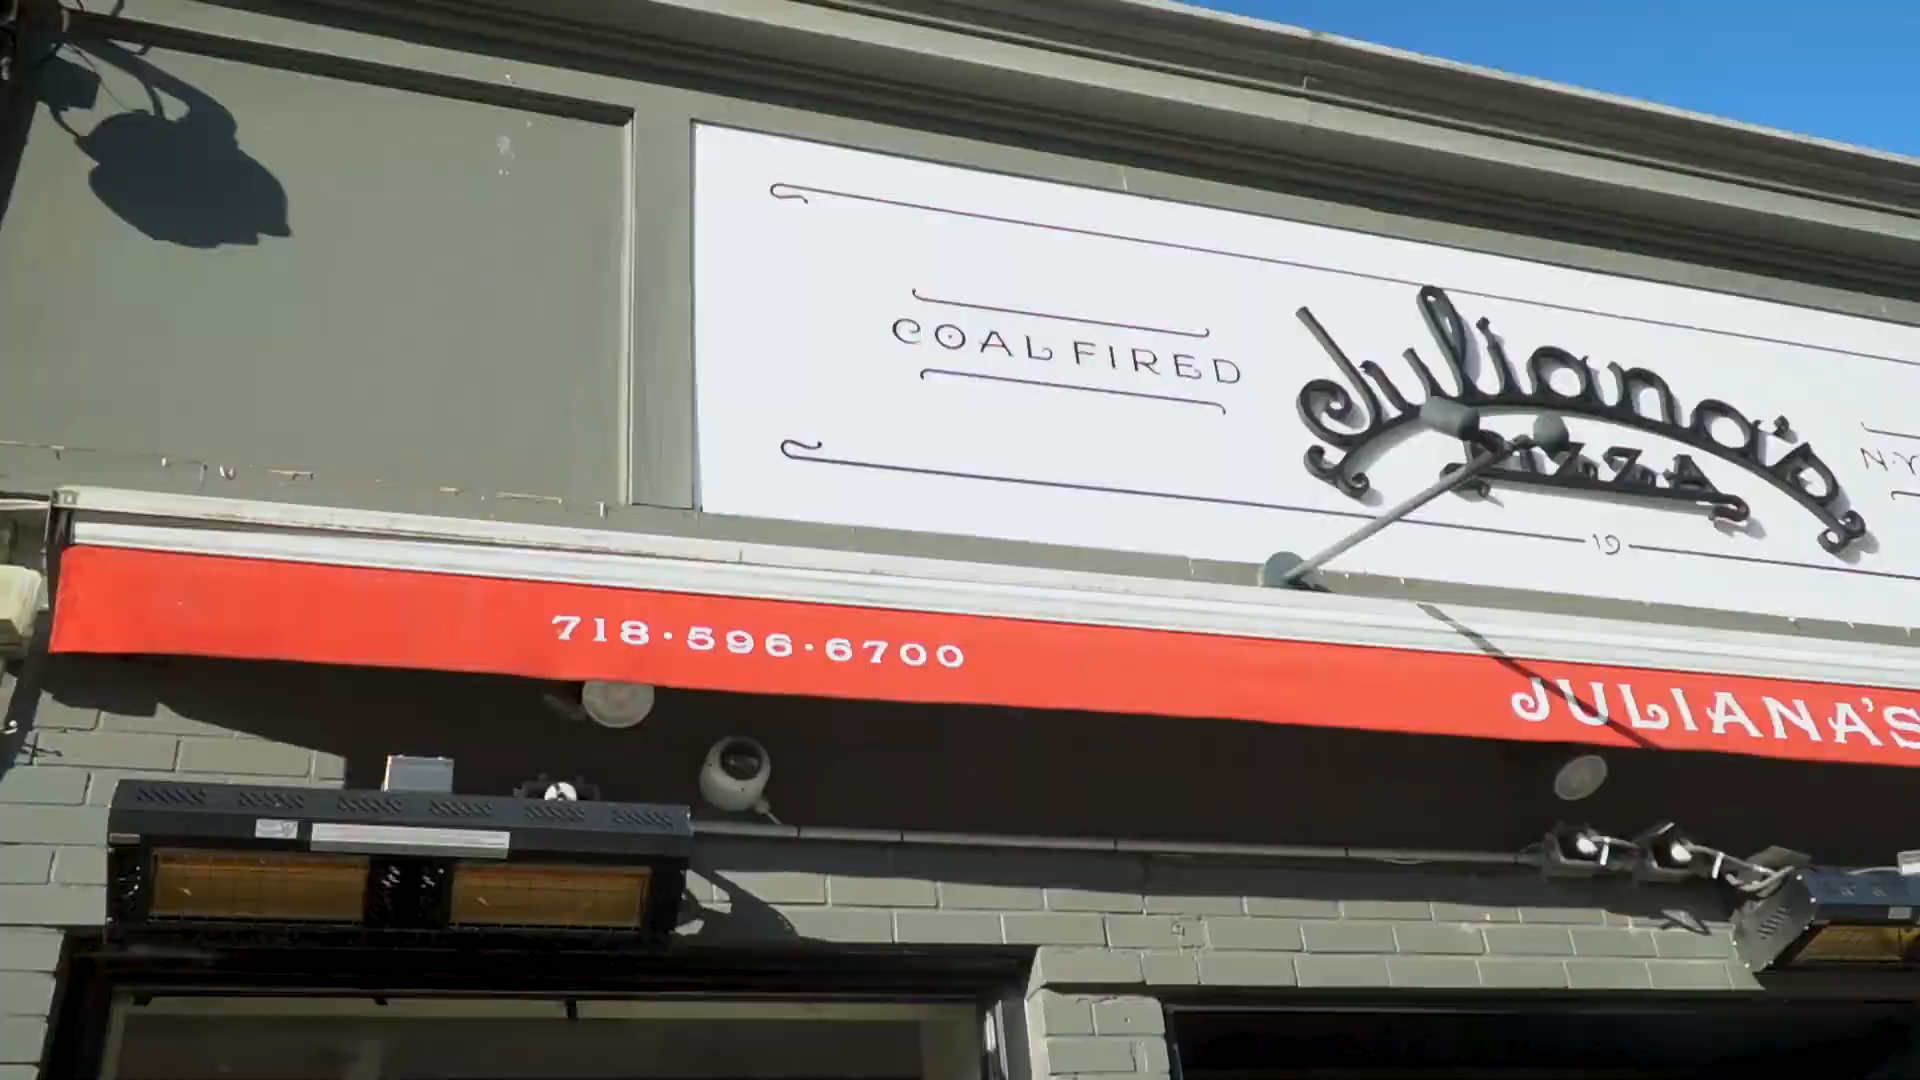 COAL FIRED
Juliana's
PIZZA
N.Y
19
718·596·6700
JULIANA'S